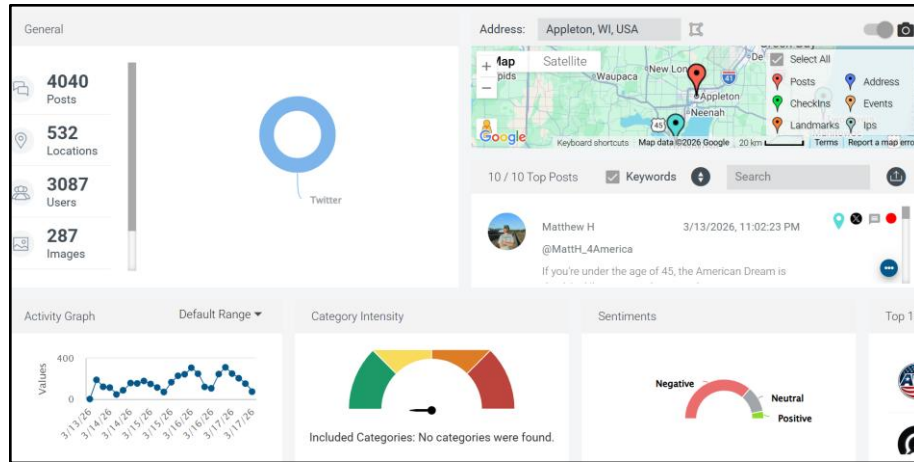 General
4040
Posts
532
Locations
3087
Users
287
Images
Twitter
Address: Appleton, WI, USA
Map Satellite
Select All
Posts Address
CheckIns Events
Landmarks Ips
Waupaca
New Lon
Appleton
Neenah
41
45
Google
Keyboard shortcuts Map data ©2026 Google 20 km Terms Report a map erro
10 / 10 Top Posts Keywords Search
Matthew H 3/13/2026, 11:02:23 PM
@MattH_4America
If you're under the age of 45, the American Dream is
Activity Graph Default Range
Values
400
0
3/13/26 3/14/26 3/14/26 3/15/26 3/15/26 3/16/26 3/16/26 3/17/26 3/17/26
Category Intensity
Included Categories: No categories were found.
Sentiments
Negative
Neutral
Positive
Top 1